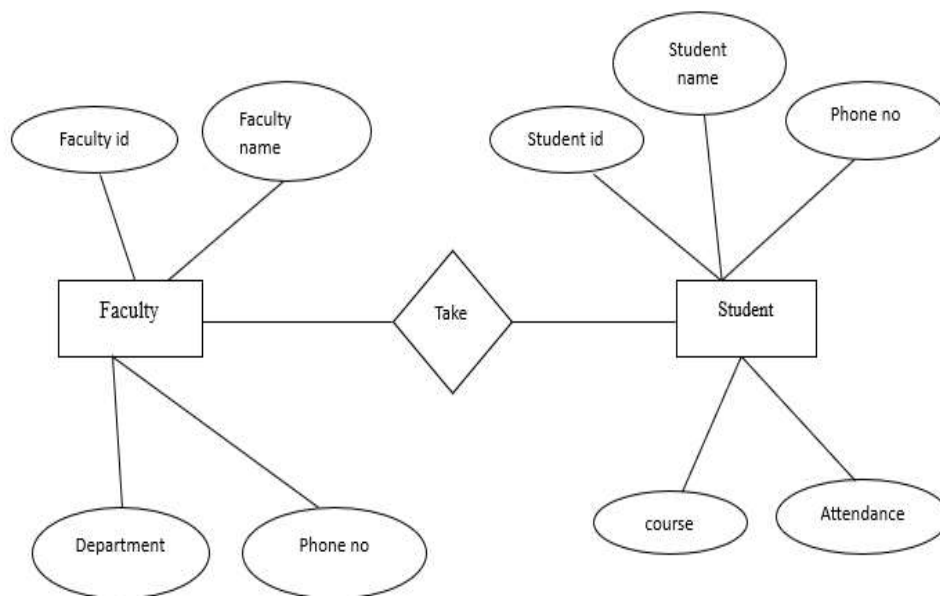 Student
name
Faculty id
Faculty
name
Student id
Phone no
Faculty
Take
Student
Department
Phone no
course
Attendance